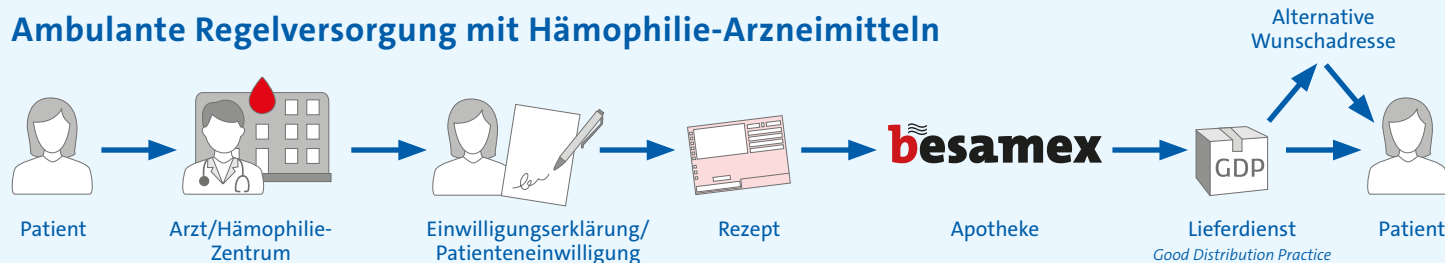 Ambulante Regelversorgung mit Hämophilie-Arzneimitteln
Alternative
Wunschadresse
besamex
GDP
Patient
Arzt/Hämophilie-
Zentrum
Einwilligungserklärung/
Patienteneinwilligung
Rezept
Apotheke
Lieferdienst
Good Distribution Practice
Patient